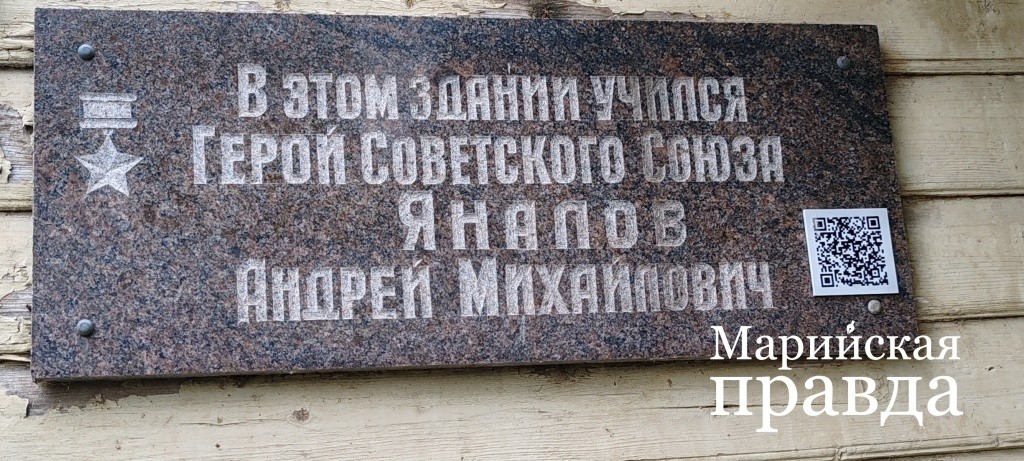 В этом здании учился
Герой Советского Союза
Яналов
Андрей Михайлович
Марийская
правда